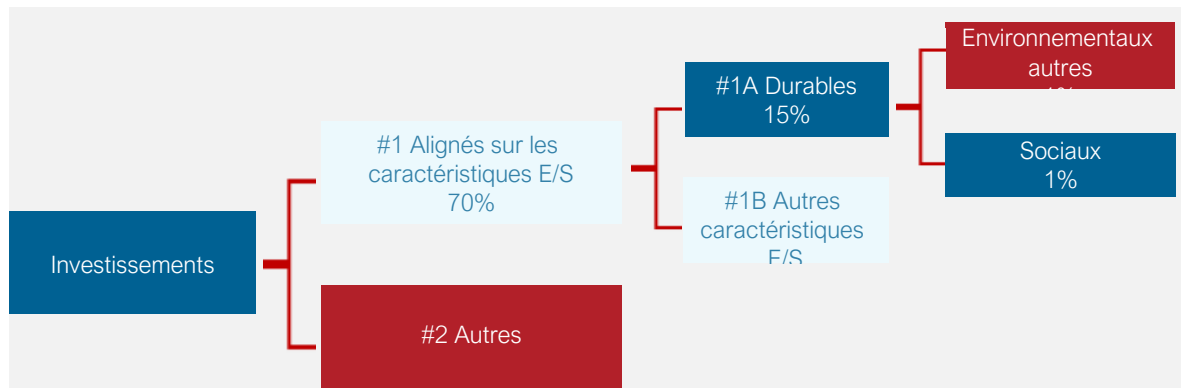 Environnementaux
autres
#1A Durables
15%
#1 Alignés sur les
caractéristiques E/S
70%
Sociaux
1%
#1B Autres
caractéristiques
E/S
Investissements
#2 Autres